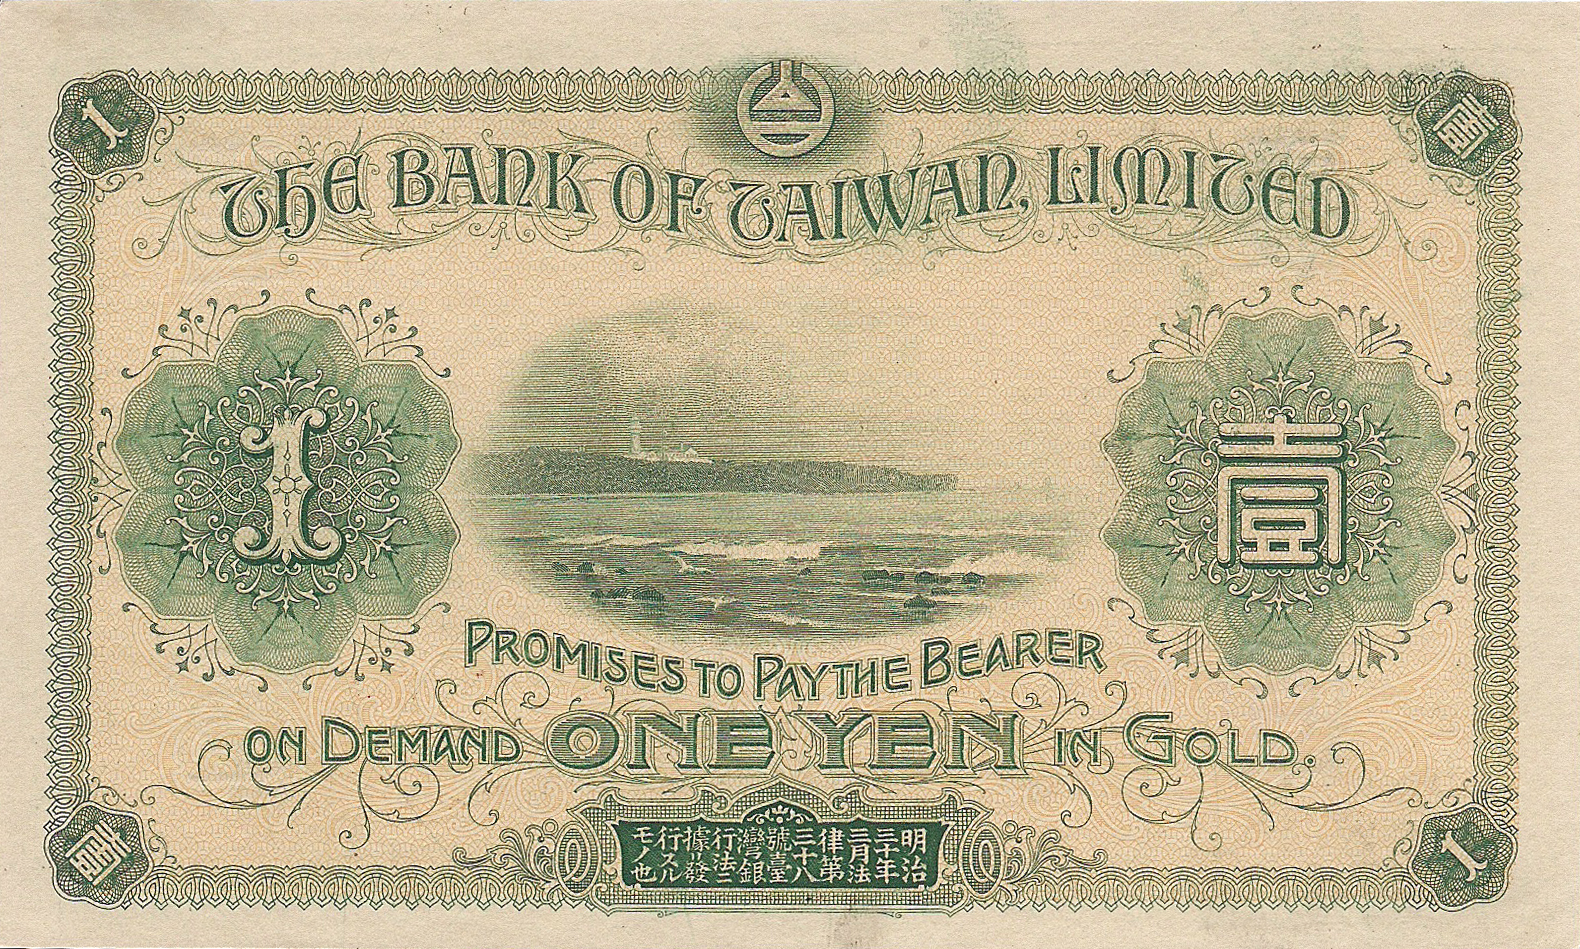 1
壹
THE BANK OF TAIWAN, LIMITED
1
壹
PROMISES TO PAY THE BEARER
ON DEMAND ONE YEN IN GOLD.
明治
三十年
三月法
律第
三十八
號臺
灣銀
行法ニ
據リ發
行スル
モノ也
壹
1